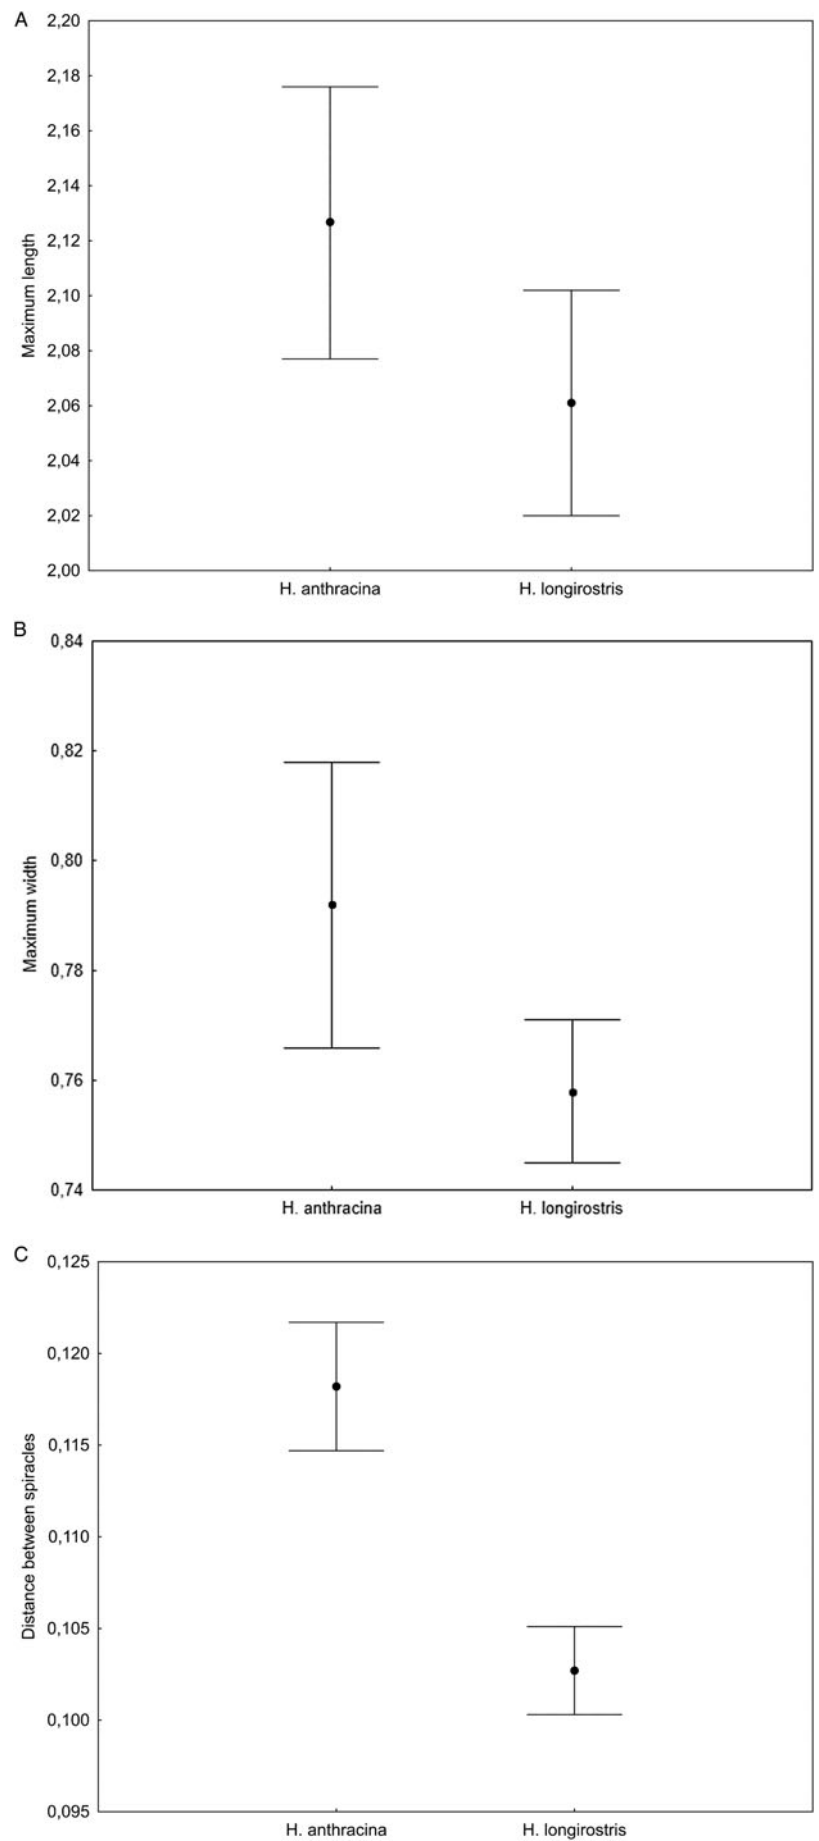 A
2,20
2,18
2,16
2,14
2,12
2,10
2,08
2,06
2,04
2,02
2,00
Maximum length
H. anthracina H. longirostris
B
0,84
0,82
0,80
0,78
0,76
0,74
Maximum width
H. anthracina H. longirostris
C
0,125
0,120
0,115
0,110
0,105
0,100
0,095
Distance between spiracles
H. anthracina H. longirostris